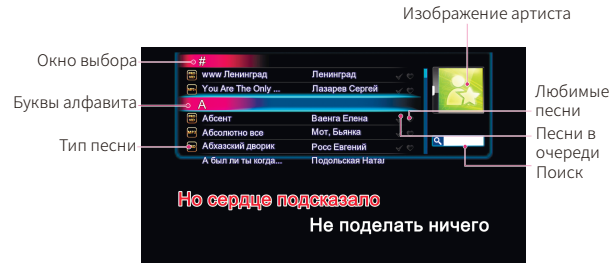 Изображение артиста
Окно выбора
#
www Ленинград Ленинград
You Are The Only ... Лазарев Сергей
Буквы алфавита
А
Любимые
песни
Абсент Ваенга Елена
Абсолютно все Мот, Бьянка
Песни в
очереди
Тип песни
Абхазский дворик Росс Евгений
Поиск
А был ли ты когда... Подольская Натал
Но сердце подсказало
Не поделать ничего